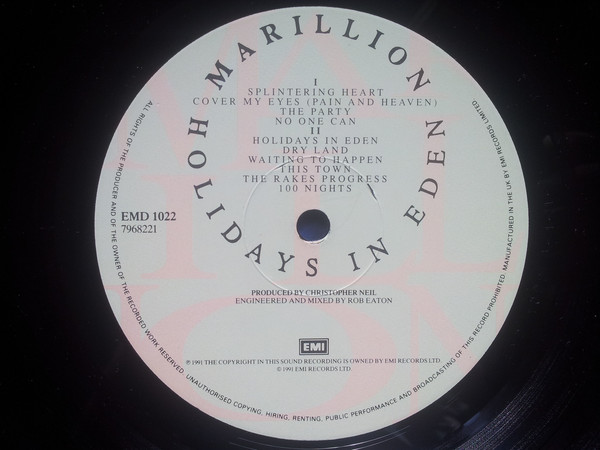 MARILLION
I
SPLINTERING HEART
COVER MY EYES (PAIN AND HEAVEN)
THE PARTY
NO ONE CAN
II
HOLIDAYS IN EDEN
DRY LAND
WAITING TO HAPPEN
THIS TOWN
THE RAKES PROGRESS
100 NIGHTS
HOLIDAYS IN EDEN
EMD 1022
7968221
PRODUCED BY CHRISTOPHER NEIL
ENGINEERED AND MIXED BY ROB EATON
EMI
℗ 1991 THE COPYRIGHT IN THIS SOUND RECORDING IS OWNED BY EMI RECORDS LTD.
© 1991 EMI RECORDS LTD.
ALL RIGHTS OF THE PRODUCER AND OF THE OWNER OF THE RECORDED WORK RESERVED. UNAUTHORISED COPYING, HIRING, RENTING, PUBLIC PERFORMANCE AND BROADCASTING OF THIS RECORD PROHIBITED. MANUFACTURED IN THE U.K. BY EMI RECORDS LIMITED.